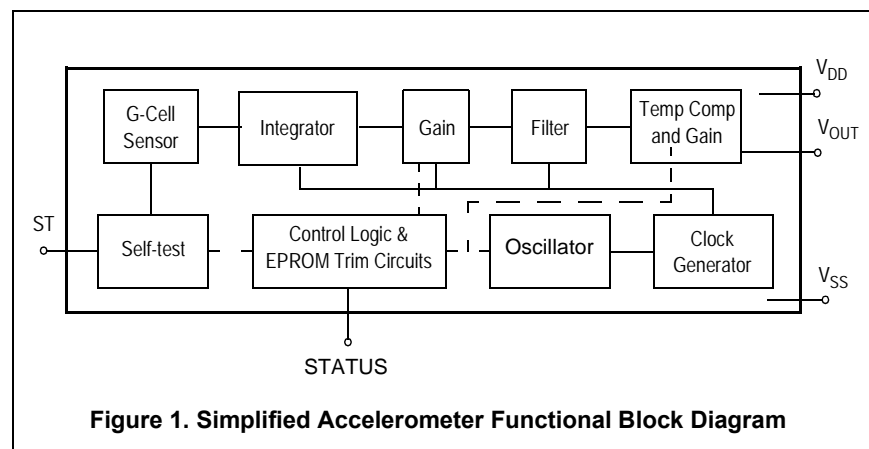 V_DD
G-Cell
Sensor
Integrator
Gain
Filter
Temp Comp
and Gain
V_OUT
ST
Self-test
Control Logic &
EPROM Trim Circuits
Oscillator
Clock
Generator
V_SS
STATUS
Figure 1. Simplified Accelerometer Functional Block Diagram